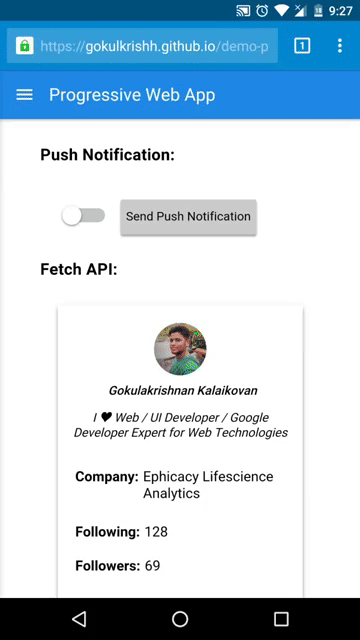 9:27
https://gokulkrishh.github.io/demo-p
1
Progressive Web App
Push Notification:
Send Push Notification
Fetch API:
Gokulakrishnan Kalaikovan
I ♥ Web / UI Developer / Google
Developer Expert for Web Technologies
Company: Ephicacy Lifescience
Analytics
Following: 128
Followers: 69